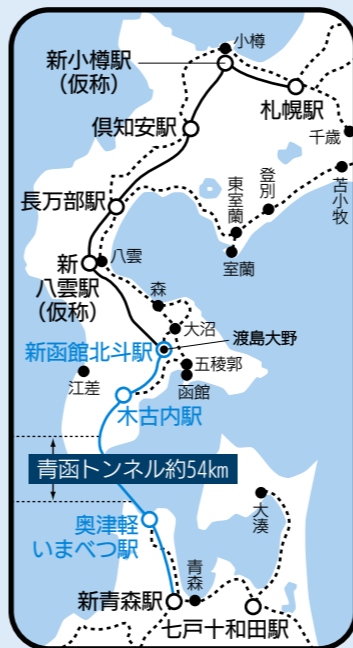 小樽
新小樽駅
（仮称）
札幌駅
倶知安駅
千歳
登別
苫小牧
東室蘭
長万部駅
室蘭
八雲
新
八雲駅
（仮称）
森
大沼
渡島大野
新函館北斗駅
五稜郭
江差
函館
木古内駅
青函トンネル約54km
大湊
奥津軽
いまべつ駅
青森
新青森駅
七戸十和田駅